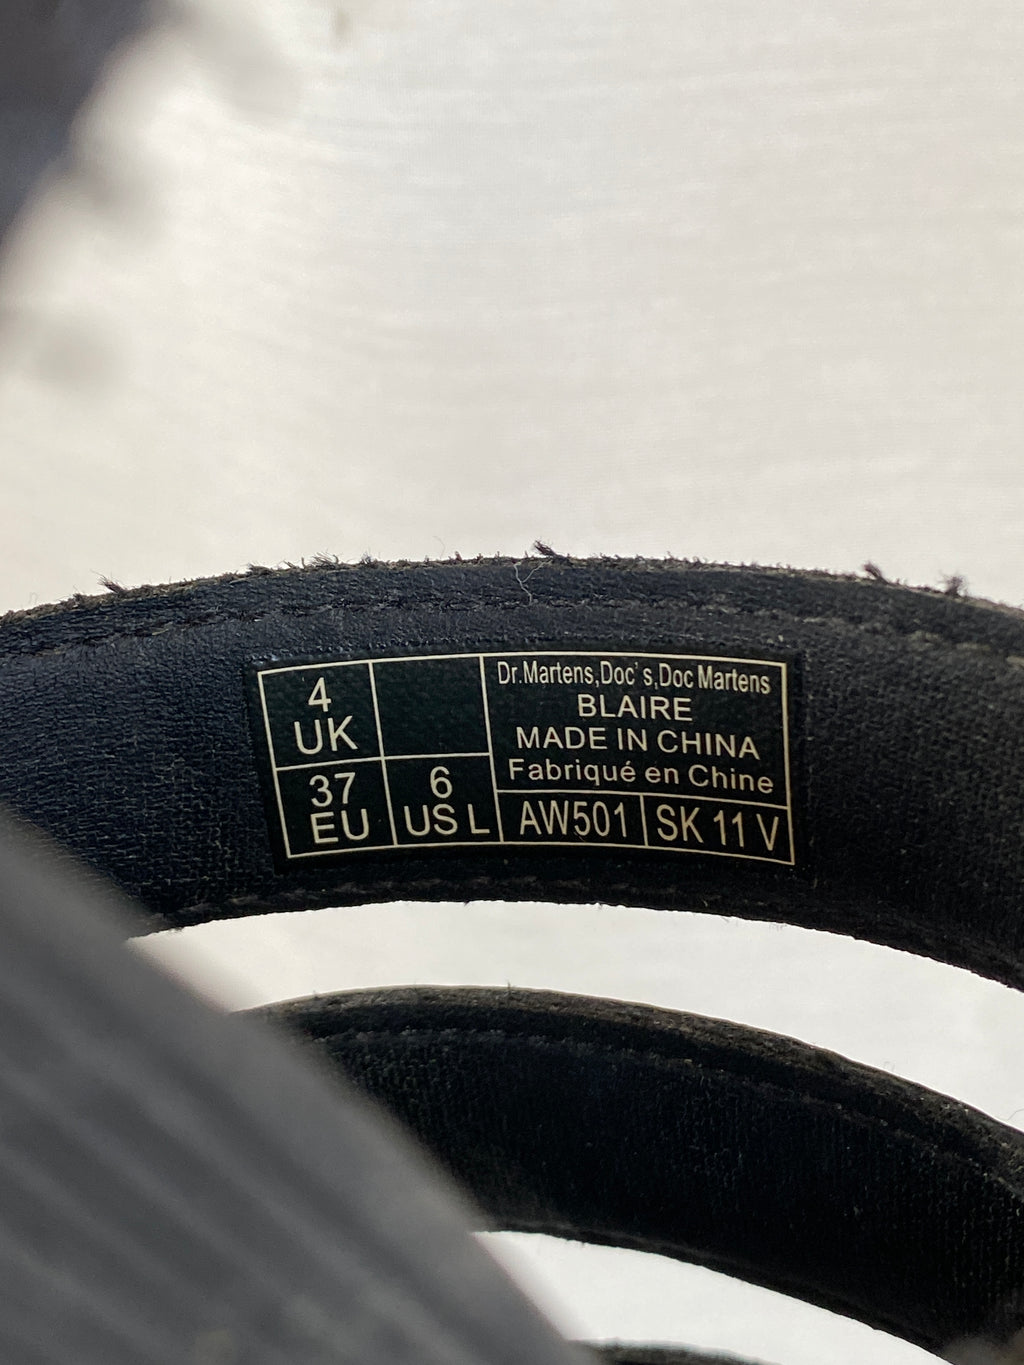 4
UK
37
EU
6
US L
Dr.Martens,Doc's,Doc Martens
BLAIRE
MADE IN CHINA
Fabriqué en Chine
AW501
SK 11 V